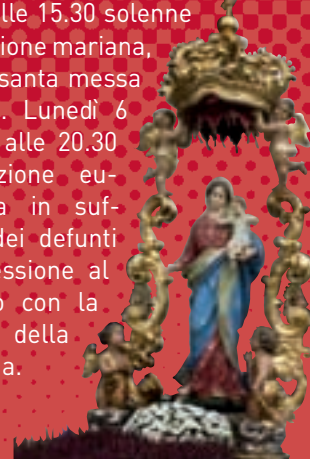 lle 15.30 solenne
ione mariana,
santa messa
. Lunedì 6
alle 20.30
zione eu-
a in suf-
dei defunti
essione al
o con la
della
a.